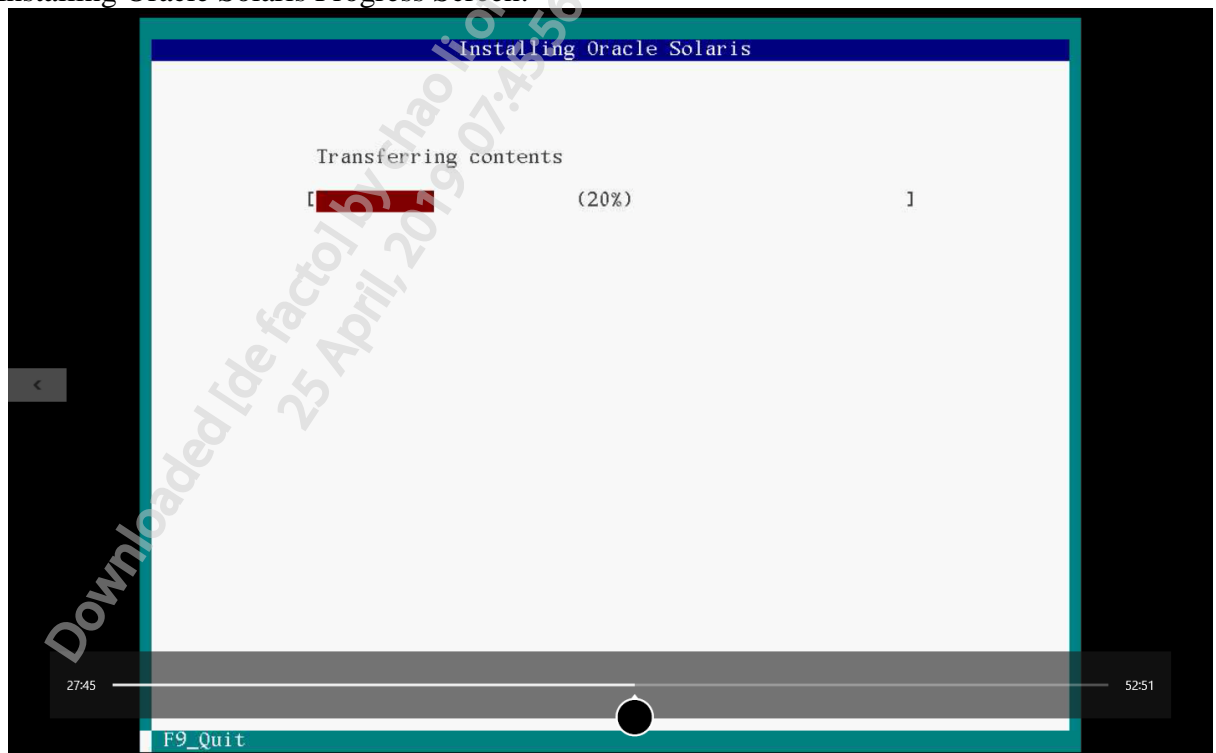 Installing Oracle Solaris Progress Screen.
Installing Oracle Solaris
Transferring contents
[ (20%) ]
<
27:45
52:51
F9_Quit
Downloaded [de facto] by chao li
25 April, 2019 07:45:56